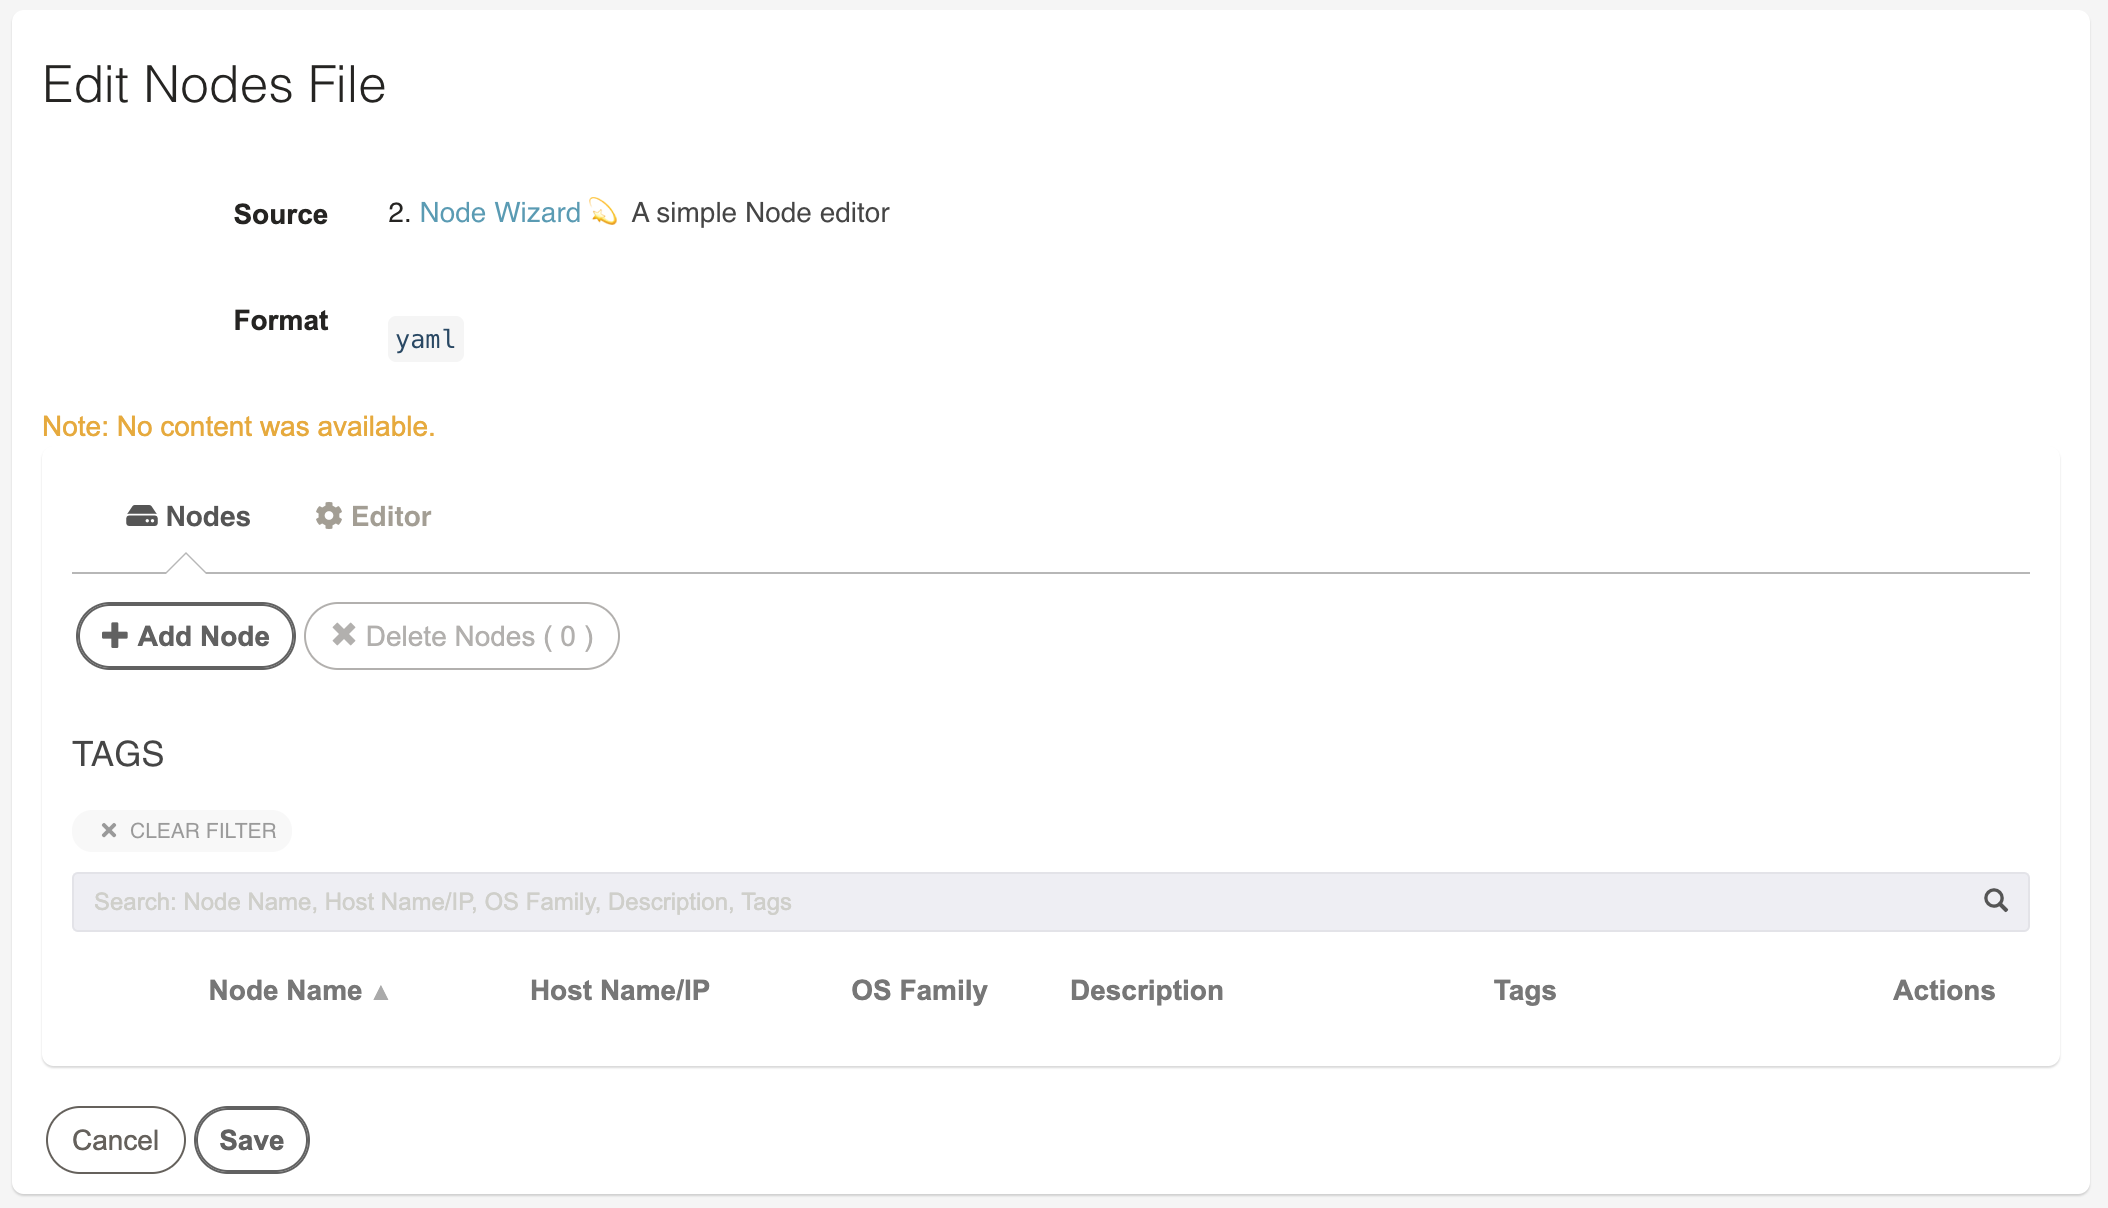 Edit Nodes File
Source 2. Node Wizard 💫 A simple Node editor
Format yaml
Note: No content was available.
Nodes Editor
Add Node Delete Nodes ( 0 )
TAGS
CLEAR FILTER
Search: Node Name, Host Name/IP, OS Family, Description, Tags
Node Name ▲ Host Name/IP OS Family Description Tags Actions
Cancel Save